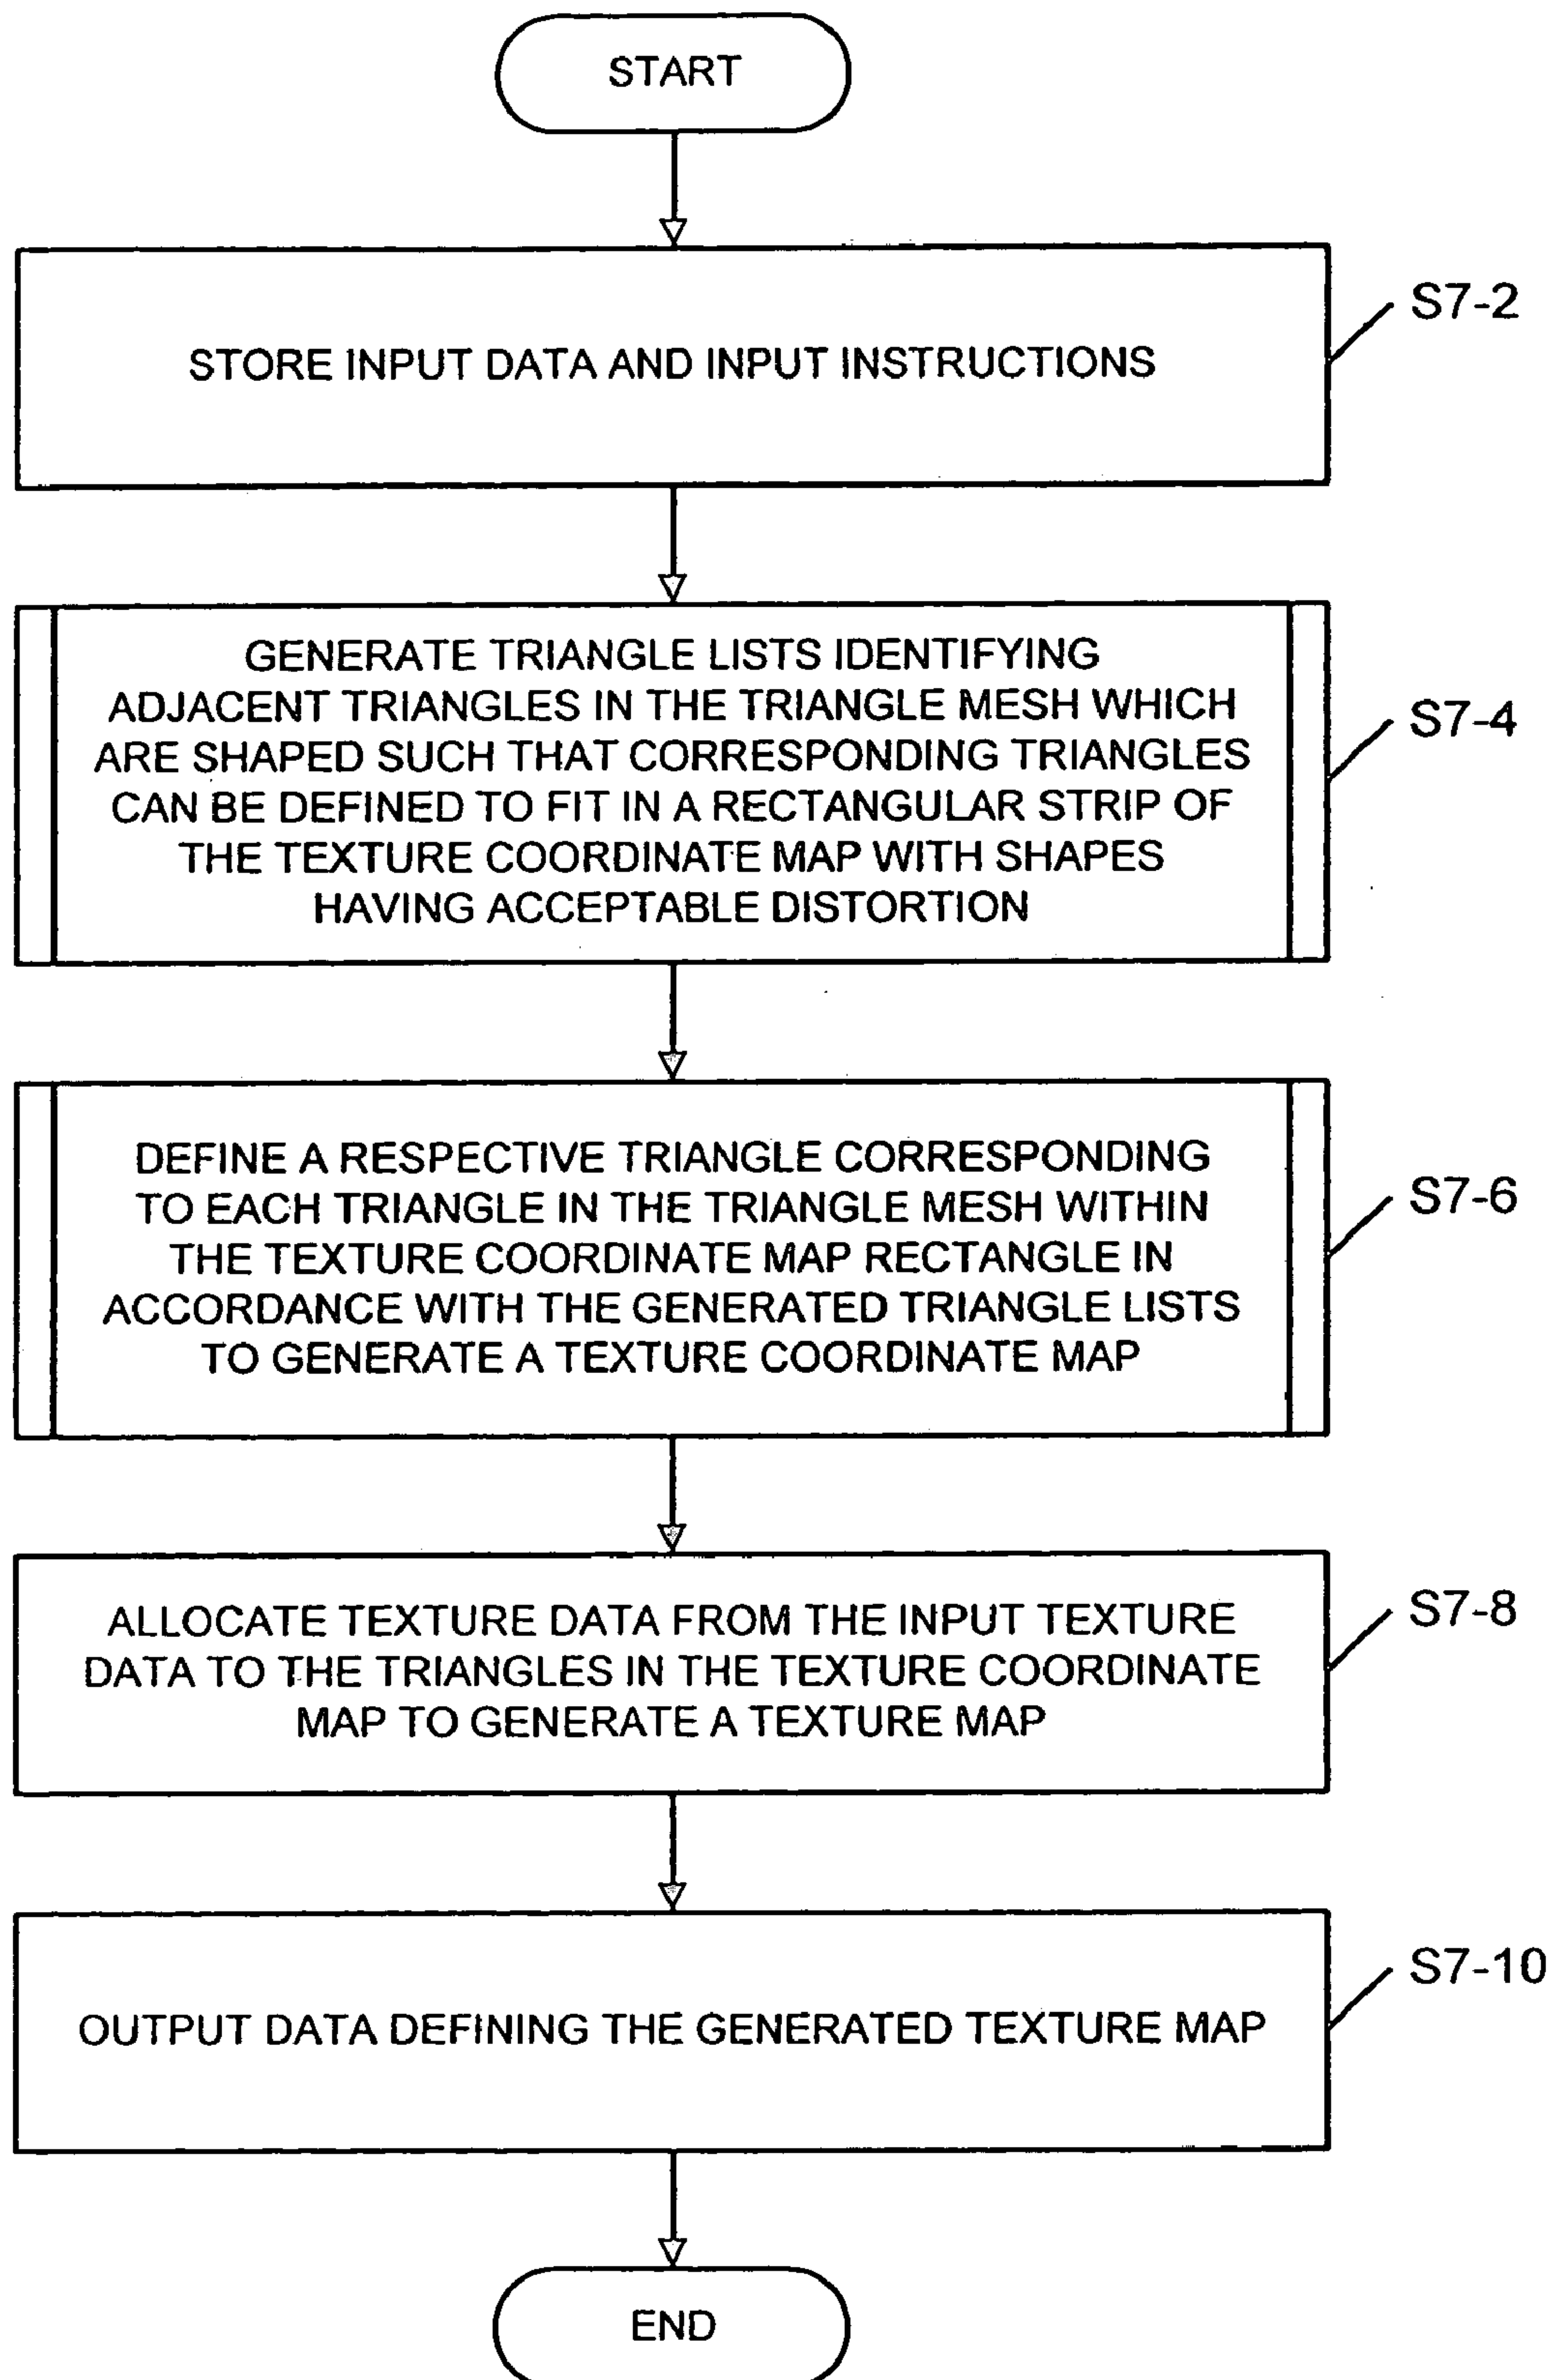 START
STORE INPUT DATA AND INPUT INSTRUCTIONS
S7-2
GENERATE TRIANGLE LISTS IDENTIFYING
ADJACENT TRIANGLES IN THE TRIANGLE MESH WHICH
ARE SHAPED SUCH THAT CORRESPONDING TRIANGLES
CAN BE DEFINED TO FIT IN A RECTANGULAR STRIP OF
THE TEXTURE COORDINATE MAP WITH SHAPES
HAVING ACCEPTABLE DISTORTION
S7-4
DEFINE A RESPECTIVE TRIANGLE CORRESPONDING
TO EACH TRIANGLE IN THE TRIANGLE MESH WITHIN
THE TEXTURE COORDINATE MAP RECTANGLE IN
ACCORDANCE WITH THE GENERATED TRIANGLE LISTS
TO GENERATE A TEXTURE COORDINATE MAP
S7-6
ALLOCATE TEXTURE DATA FROM THE INPUT TEXTURE
DATA TO THE TRIANGLES IN THE TEXTURE COORDINATE
MAP TO GENERATE A TEXTURE MAP
S7-8
OUTPUT DATA DEFINING THE GENERATED TEXTURE MAP
S7-10
END